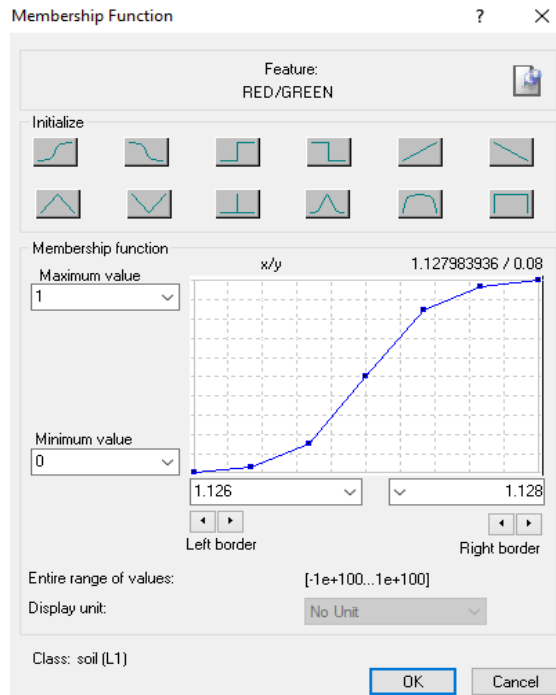 Membership Function ?
Feature:
RED/GREEN
Initialize
Membership function
Maximum value x/y 1.127983936 / 0.08
1
Minimum value
0
1.126 1.128
Left border Right border
Entire range of values: [-1e+100...1e+100]
Display unit: No Unit
Class: soil (L1)
OK Cancel